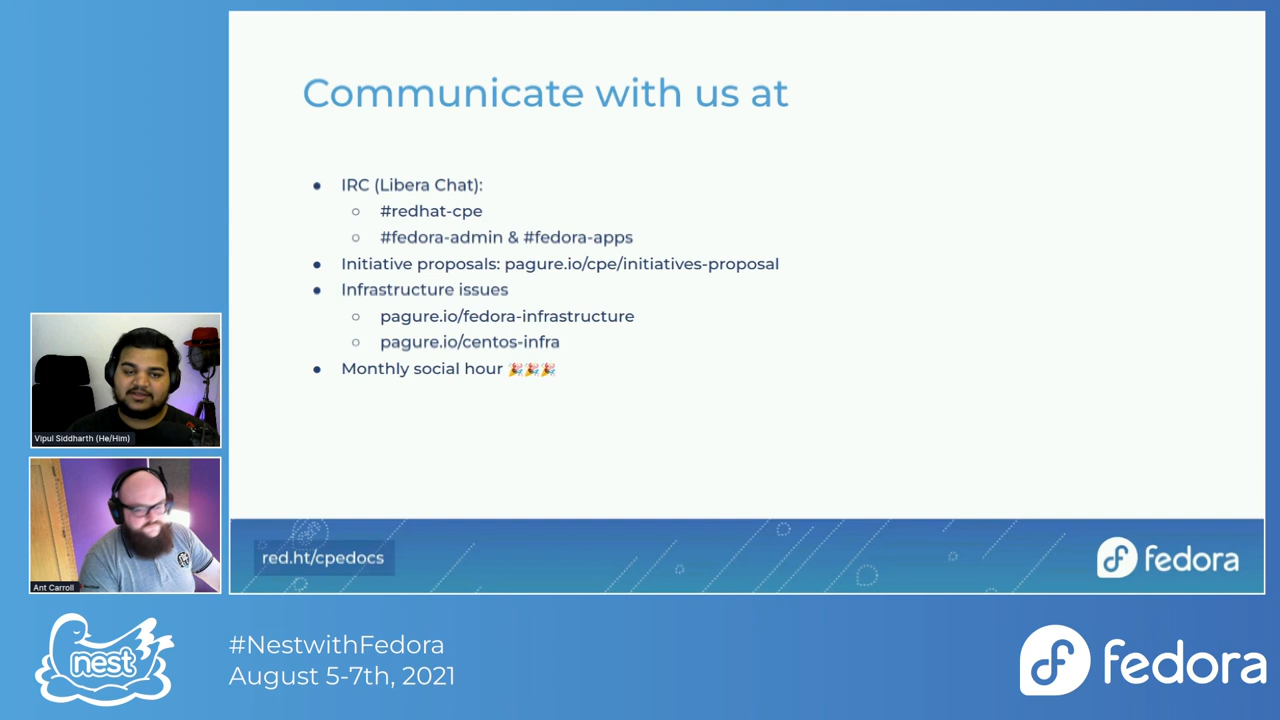 Communicate with us at
● IRC (Libera Chat):
○ #redhat-cpe
○ #fedora-admin & #fedora-apps
● Initiative proposals: pagure.io/cpe/initiatives-proposal
● Infrastructure issues
○ pagure.io/fedora-infrastructure
○ pagure.io/centos-infra
● Monthly social hour 🎉🎉🎉
Vipul Siddharth (He/Him)
Ant Carroll
red.ht/cpedocs
fedora
nest
#NestwithFedora
August 5-7th, 2021
fedora